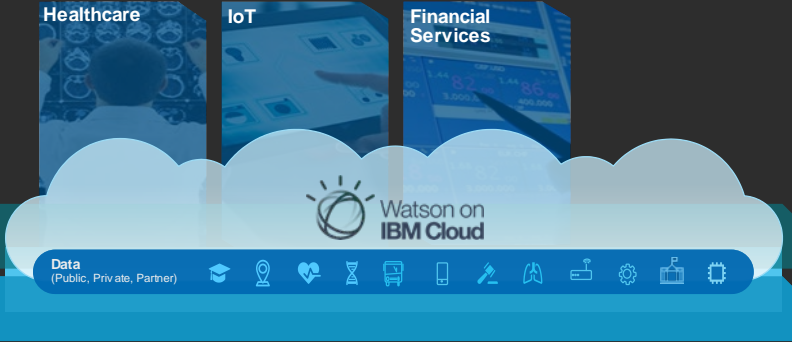 Healthcare
IoT
Financial
Services
Watson on
IBM Cloud
Data
(Public, Private, Partner)